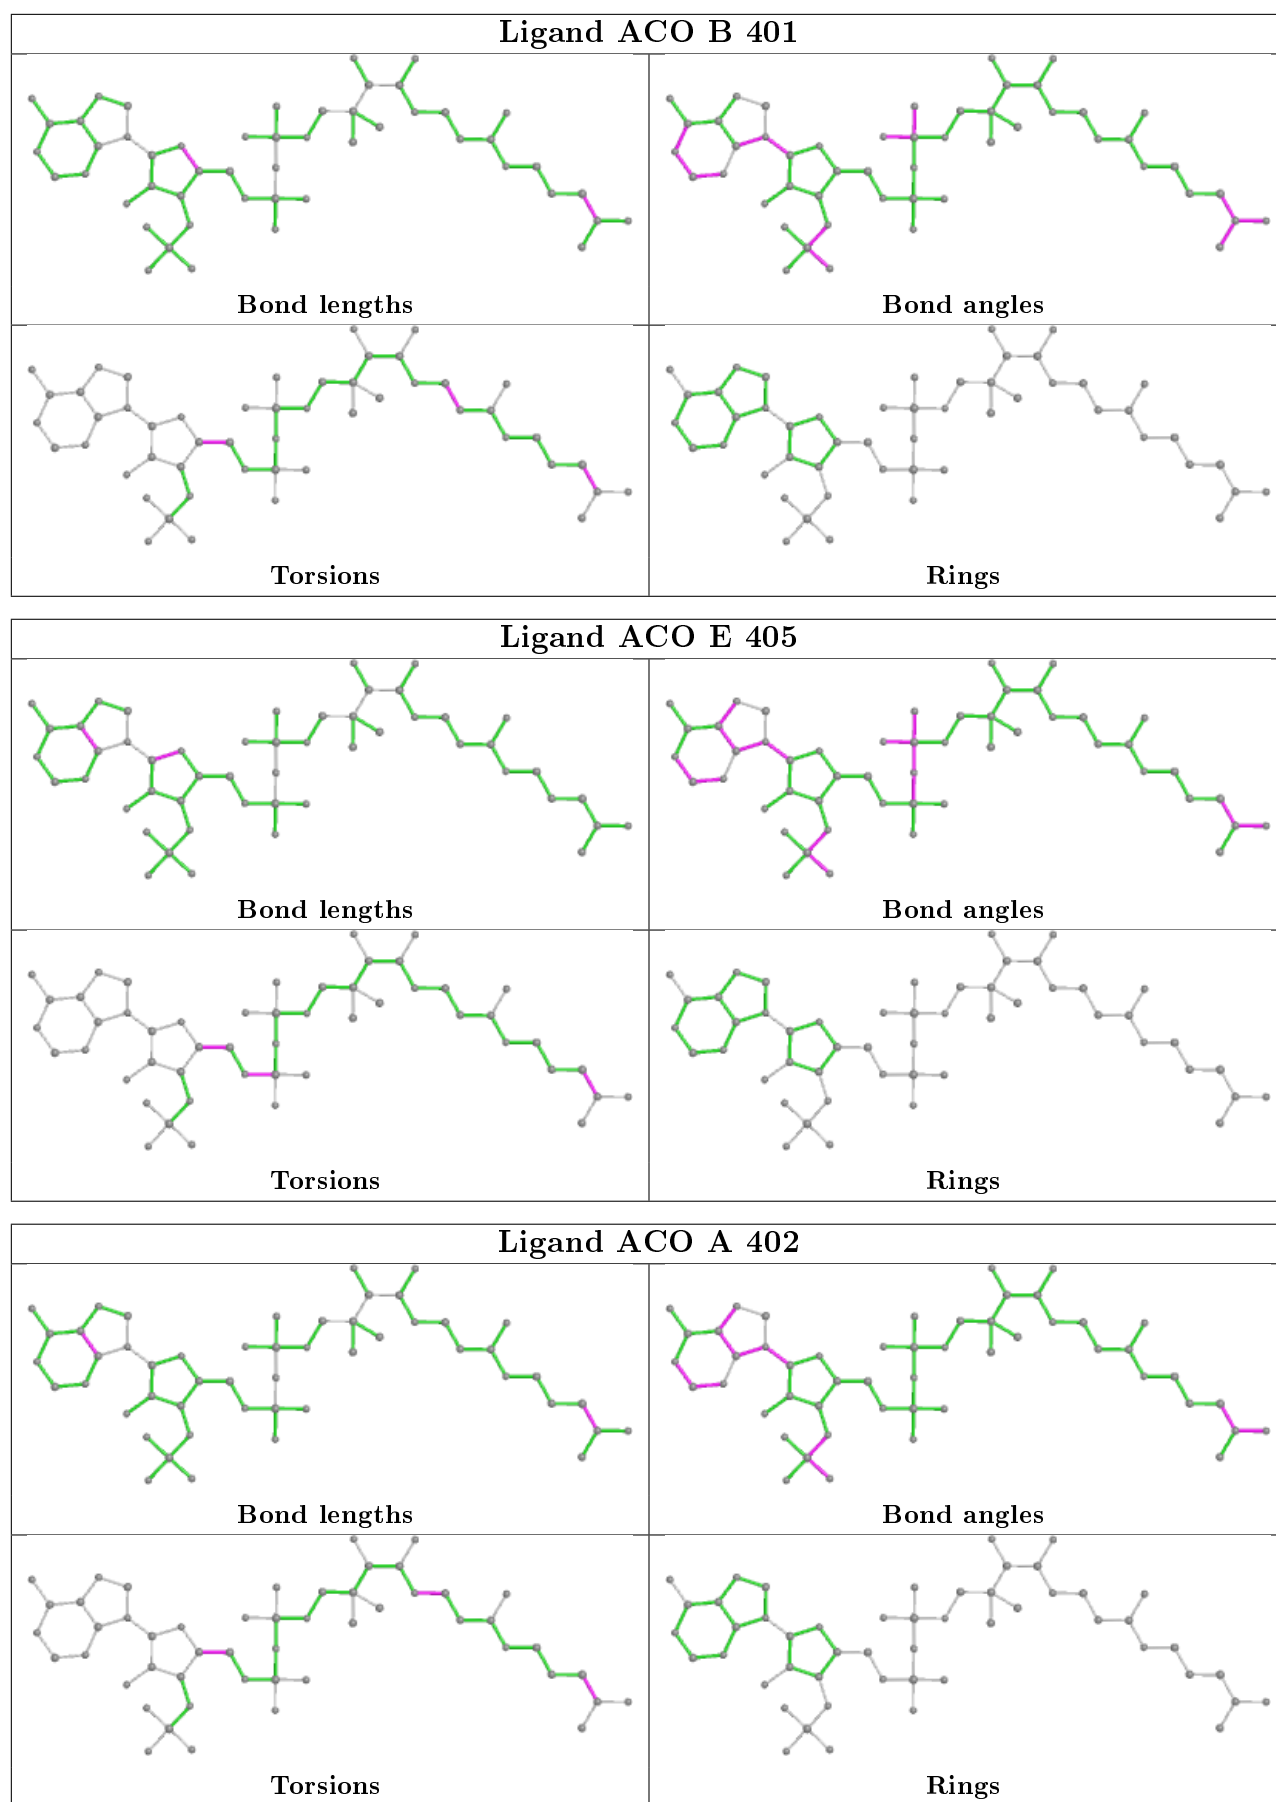 Ligand ACO B 401
Bond lengths
Bond angles
Torsions
Rings
Ligand ACO E 405
Bond lengths
Bond angles
Torsions
Rings
Ligand ACO A 402
Bond lengths
Bond angles
Torsions
Rings